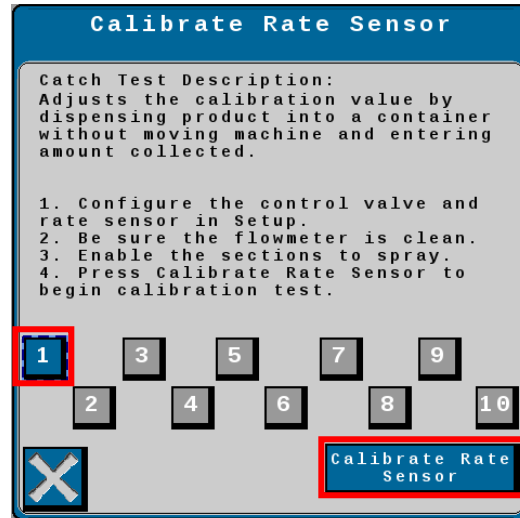 Calibrate Rate Sensor
Catch Test Description:
Adjusts the calibration value by
dispensing product into a container
without moving machine and entering
amount collected.
1. Configure the control valve and
rate sensor in Setup.
2. Be sure the flowmeter is clean.
3. Enable the sections to spray.
4. Press Calibrate Rate Sensor to
begin calibration test.
1 3 5 7 9
2 4 6 8 10
Calibrate Rate
Sensor